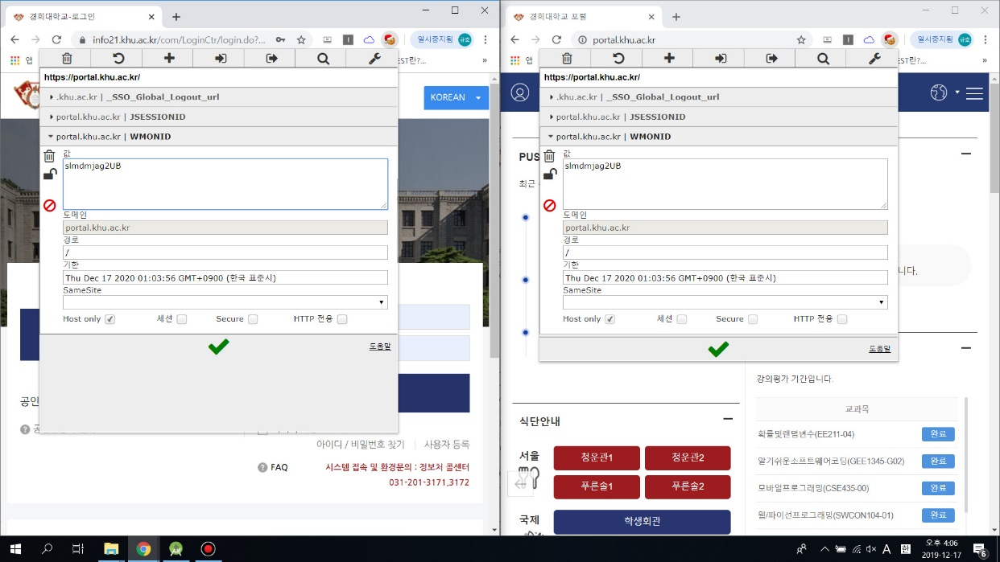 경희대학교-로그인
info21.khu.ac.kr/com/LoginCtr/login.do?...
일시중지됨
규호
앱
EST란?...
»
https://portal.khu.ac.kr/
.khu.ac.kr | _SSO_Global_Logout_url
portal.khu.ac.kr | JSESSIONID
portal.khu.ac.kr | WMONID
값
slmdmjag2UB
도메인
portal.khu.ac.kr
경로
/
기한
Thu Dec 17 2020 01:03:56 GMT+0900 (한국 표준시)
SameSite
Host only
세션
Secure
HTTP 전용
도움말
KOREAN
공인
아이디 / 비밀번호 찾기
사용자 등록
FAQ
시스템 접속 및 환경문의 : 정보처 콜센터
031-201-3171,3172
경희대학교 포털
portal.khu.ac.kr
일시중지됨
규호
앱
EST란?...
»
https://portal.khu.ac.kr/
.khu.ac.kr | _SSO_Global_Logout_url
portal.khu.ac.kr | JSESSIONID
portal.khu.ac.kr | WMONID
값
slmdmjag2UB
도메인
portal.khu.ac.kr
경로
/
기한
Thu Dec 17 2020 01:03:56 GMT+0900 (한국 표준시)
SameSite
Host only
세션
Secure
HTTP 전용
도움말
PUS
최근
니다.
강의평가 기간입니다.
교과목
확률및랜덤변수(EE211-04)
완료
알기쉬운소프트웨어코딩(GEE1345-G02)
완료
모바일프로그래밍(CSE435-00)
완료
웹/파이선프로그래밍(SWCON104-01)
완료
식단안내
서울
청운관1
청운관2
푸른솔1
푸른솔2
국제
학생회관
A
한
오후 4:06
2019-12-17
6